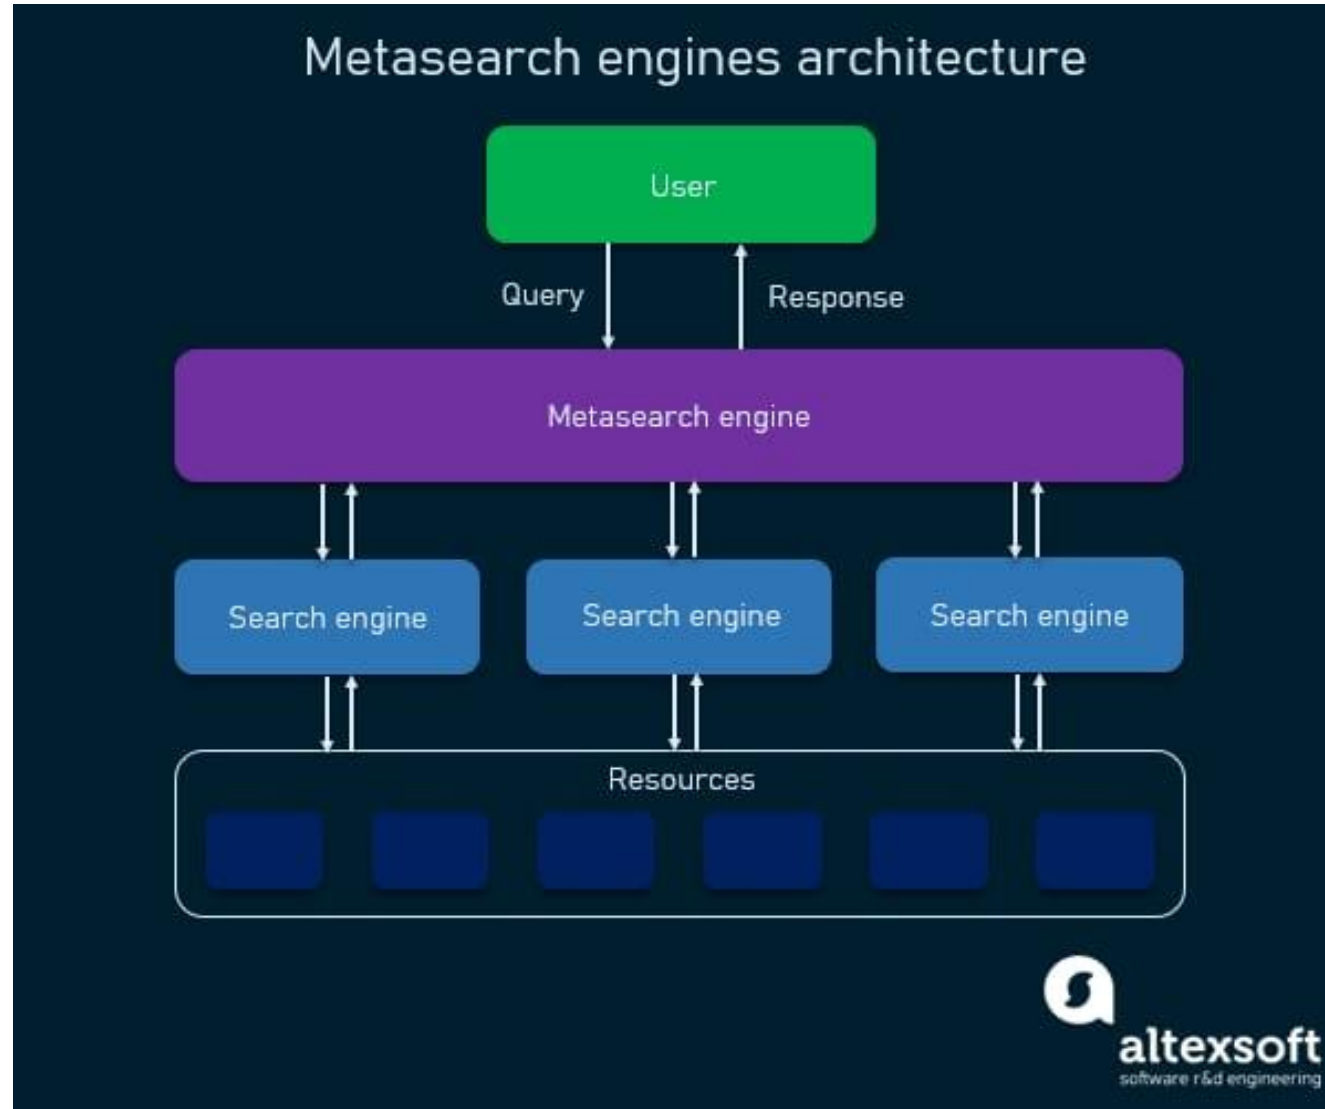 Metasearch engines architecture
User
Query
Response
Metasearch engine
Search engine
Search engine
Search engine
Resources
altexsoft
software r&d engineering